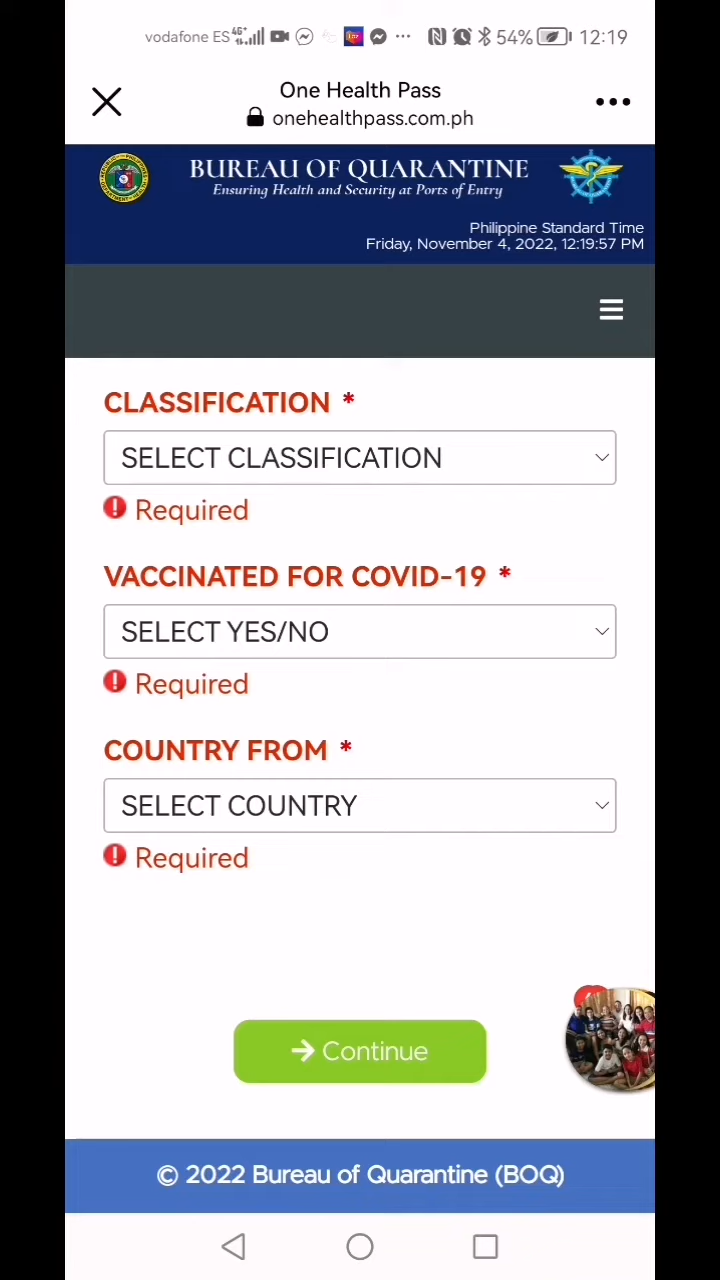 vodafone ES 54% 12:19
One Health Pass
onehealthpass.com.ph
BUREAU OF QUARANTINE
Ensuring Health and Security at Ports of Entry
Philippine Standard Time
Friday, November 4, 2022, 12:19:57 PM
CLASSIFICATION *
SELECT CLASSIFICATION
Required
VACCINATED FOR COVID-19 *
SELECT YES/NO
Required
COUNTRY FROM *
SELECT COUNTRY
Required
→ Continue
© 2022 Bureau of Quarantine (BOQ)